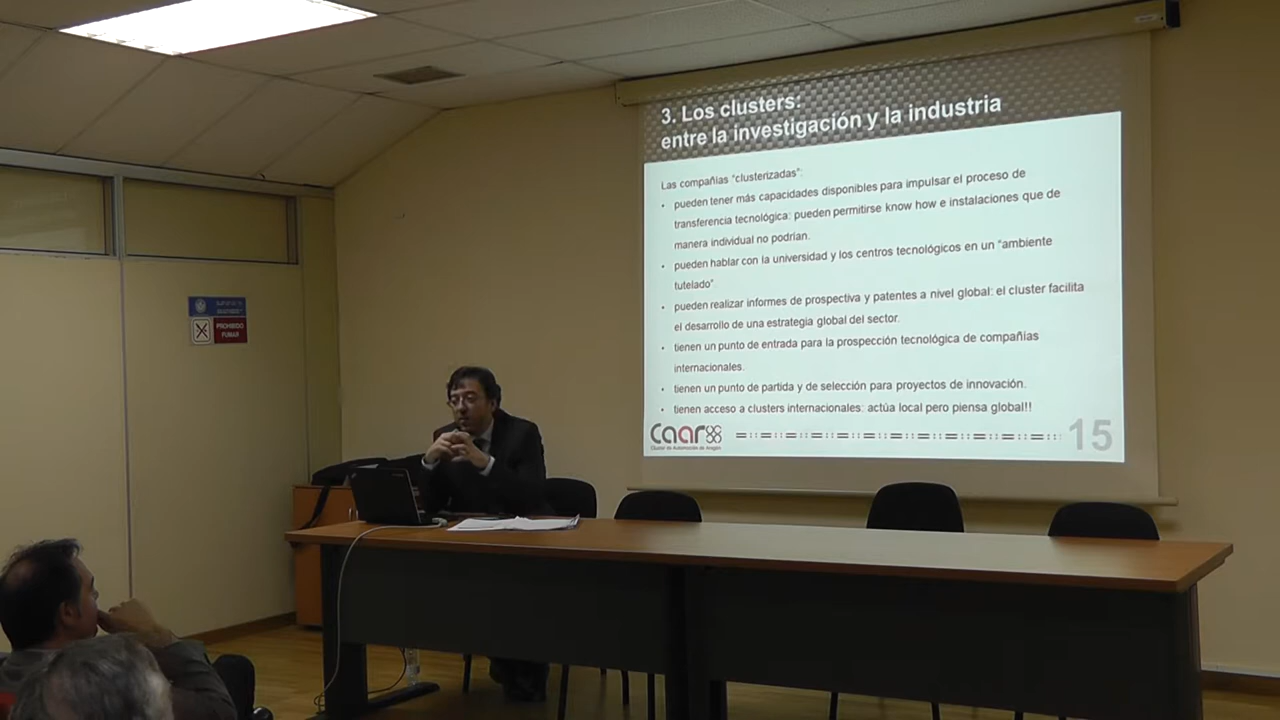 3. Los clusters:
entre la investigación y la industria
Las compañías "clusterizadas":
• pueden tener más capacidades disponibles para impulsar el proceso de
transferencia tecnológica: pueden permitirse know how e instalaciones que de
manera individual no podrían.
• pueden hablar con la universidad y los centros tecnológicos en un "ambiente
tutelado"
• pueden realizar informes de prospectiva y patentes a nivel global: el cluster facilita
el desarrollo de una estrategia global del sector.
• tienen un punto de entrada para la prospección tecnológica de compañías
internacionales.
• tienen un punto de partida y de selección para proyectos de innovación.
• tienen acceso a clusters internacionales: actúa local pero piensa global!!
caar
Cluster de Automoción de Aragón
15
PROHIBIDO
FUMAR